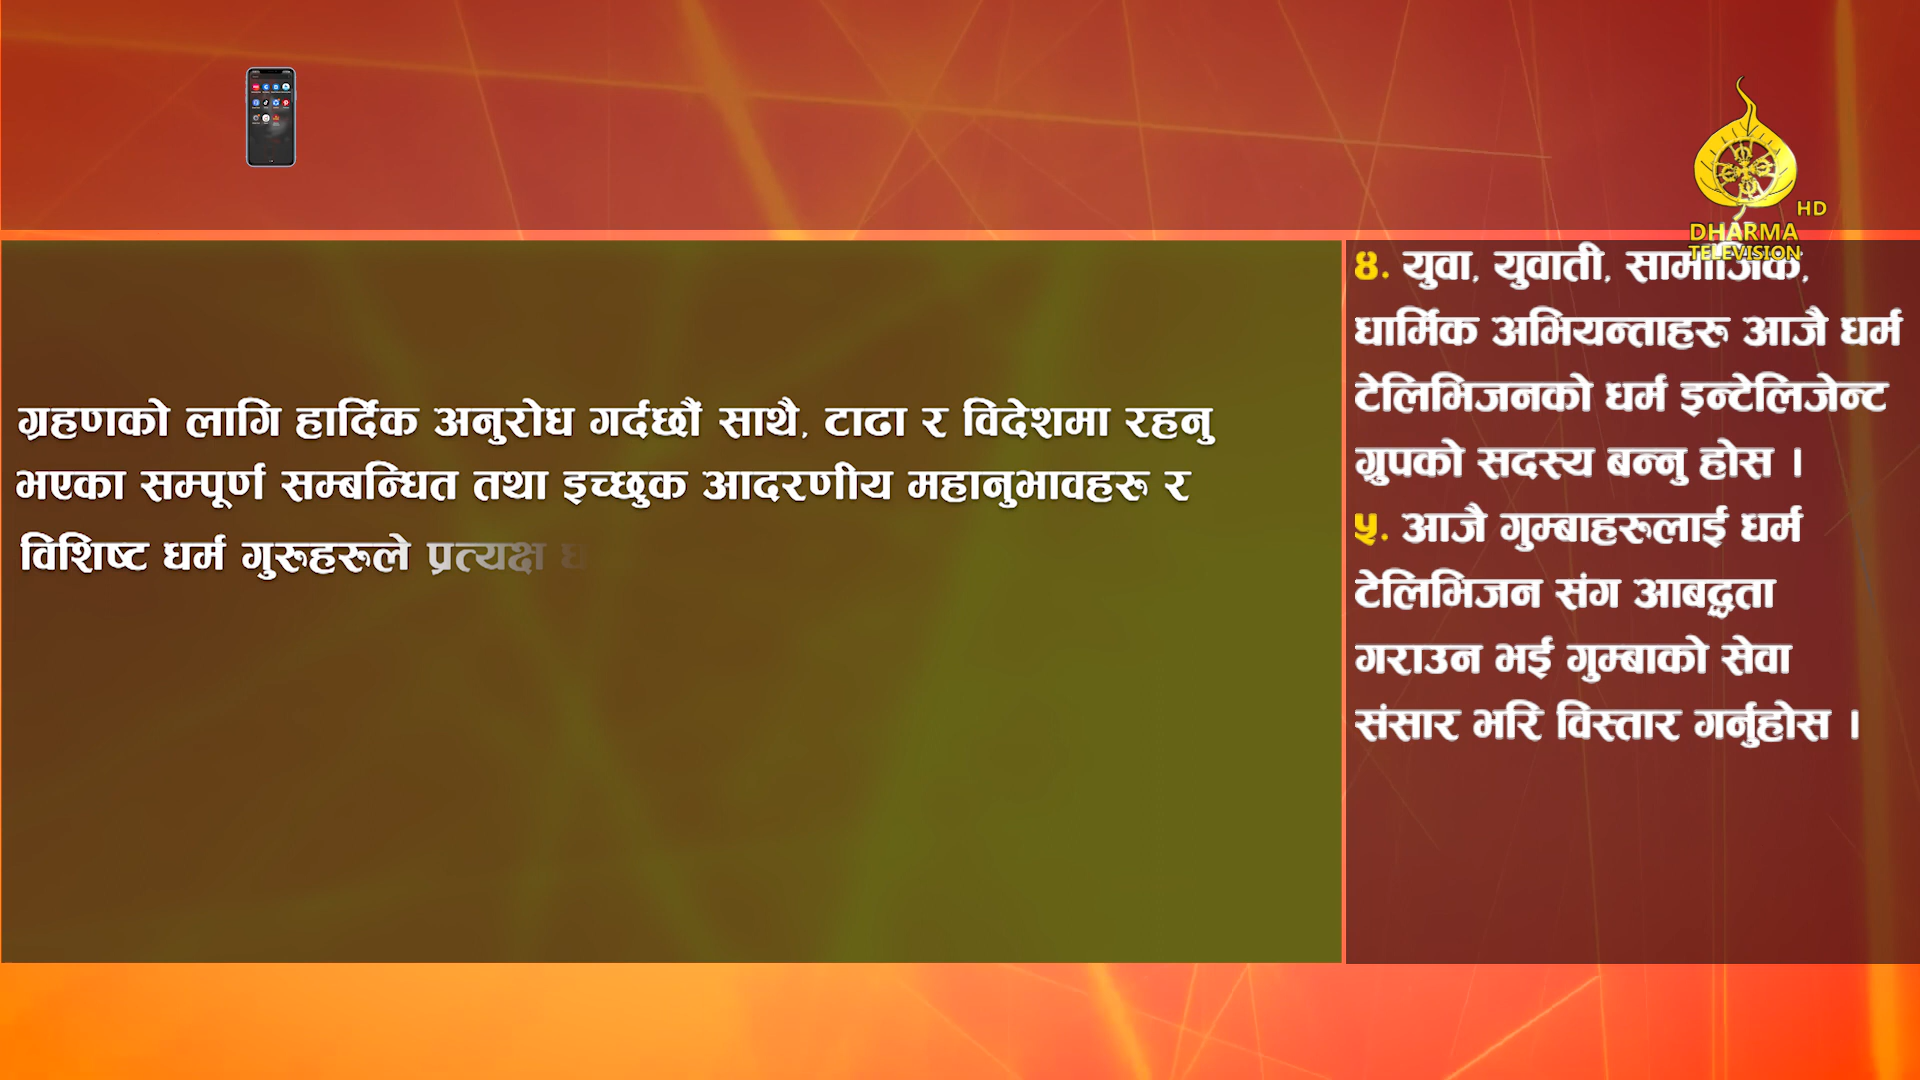 ग्रहणको लागि हार्दिक अनुरोध गर्दछौं साथै, टाढा र विदेशमा रहनु
भएका सम्पूर्ण सम्बन्धित तथा इच्छुक आदरणीय महानुभावहरू र
विशिष्ट धर्म गुरुहरूले प्रत्यक्ष
HD
DHARMA
TELEVISION
४. युवा, युवाती, सामाजिक,
धार्मिक अभियन्ताहरू आजै धर्म
टेलिभिजनको धर्म इन्टेलिजेन्ट
ग्रुपको सदस्य बन्नु होस ।
५. आजै गुम्बाहरुलाई धर्म
टेलिभिजन संग आबद्धता
गराउन भई गुम्बाको सेवा
संसार भरि विस्तार गर्नुहोस ।